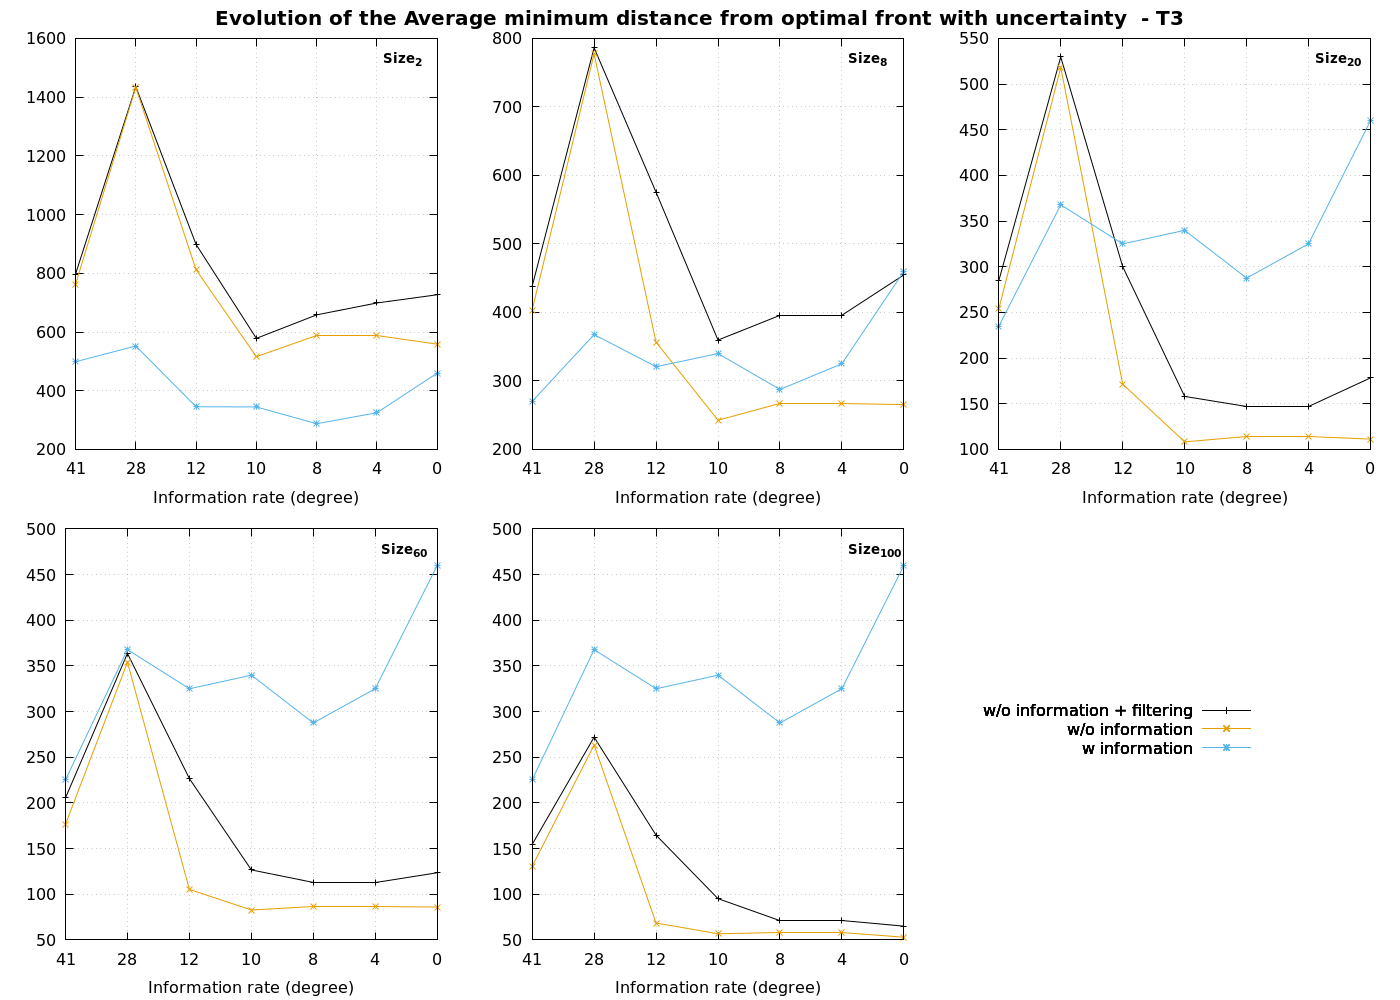 Evolution of the Average minimum distance from optimal front with uncertainty - T3
Size2
1600
1400
1200
1000
800
600
400
200
41 28 12 10 8 4 0
Information rate (degree)
Size8
800
700
600
500
400
300
200
41 28 12 10 8 4 0
Information rate (degree)
Size20
550
500
450
400
350
300
250
200
150
100
41 28 12 10 8 4 0
Information rate (degree)
Size60
500
450
400
350
300
250
200
150
100
50
41 28 12 10 8 4 0
Information rate (degree)
Size100
500
450
400
350
300
250
200
150
100
50
41 28 12 10 8 4 0
Information rate (degree)
w/o information + filtering
w/o information
w information